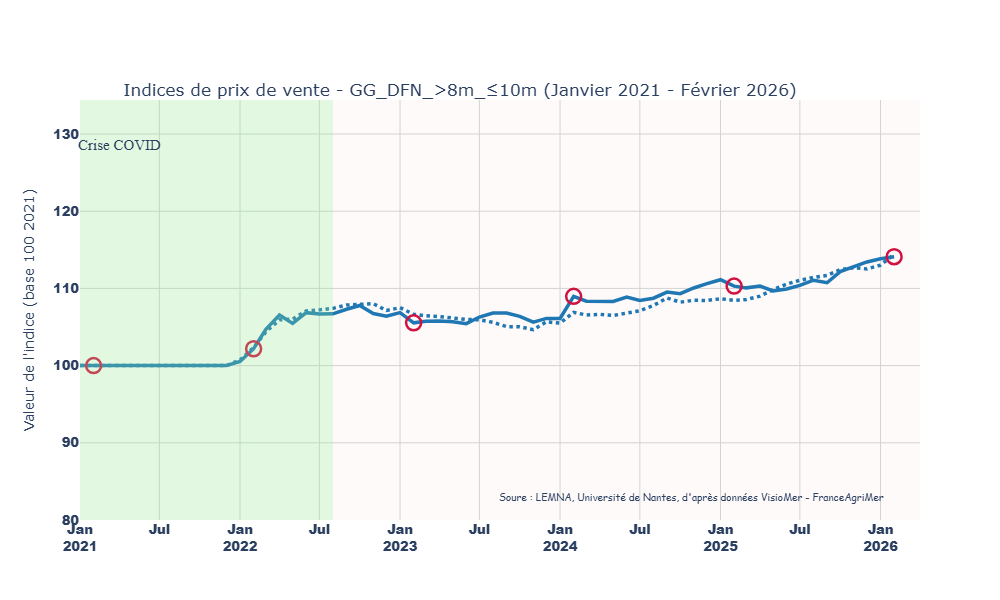 Indices de prix de vente - GG_DFN_>8m_≤10m (Janvier 2021 - Février 2026)
Valeur de l'indice (base 100 2021)
130
120
110
100
90
80
Crise COVID
Soure : LEMNA, Université de Nantes, d'après données VisioMer - FranceAgriMer
Jan Jul Jan Jul Jan Jul Jan Jul Jan Jul Jan
2021 2022 2023 2024 2025 2026